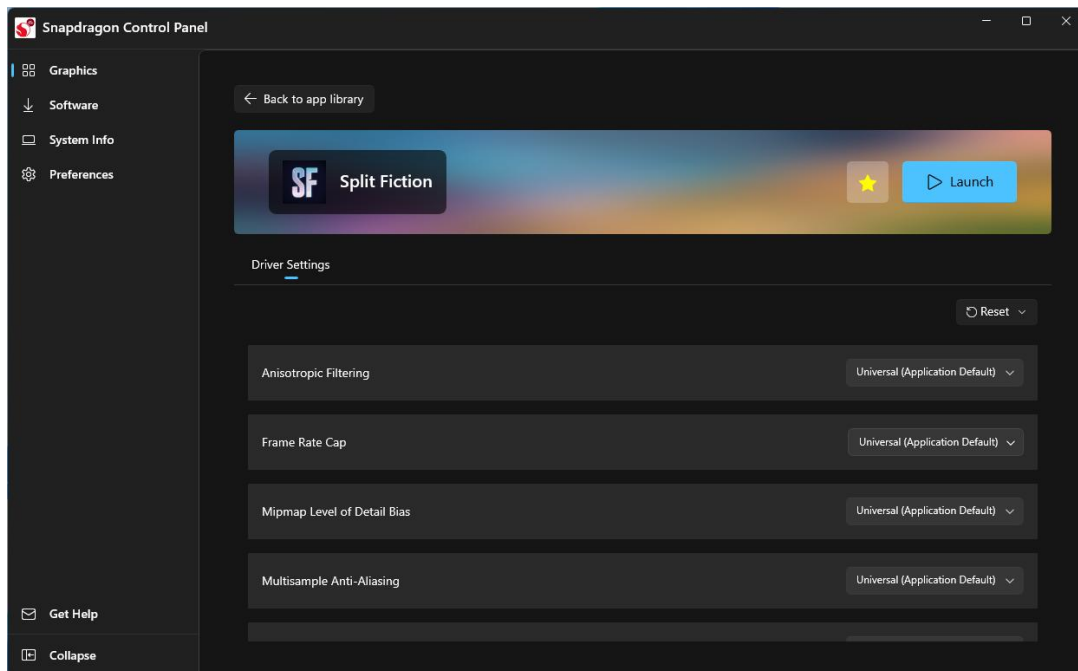 Snapdragon Control Panel
Graphics
Software
System Info
Preferences
Back to app library
SF Split Fiction
Launch
Driver Settings
Reset
Anisotropic Filtering Universal (Application Default)
Frame Rate Cap Universal (Application Default)
Mipmap Level of Detail Bias Universal (Application Default)
Multisample Anti-Aliasing Universal (Application Default)
Get Help
Collapse